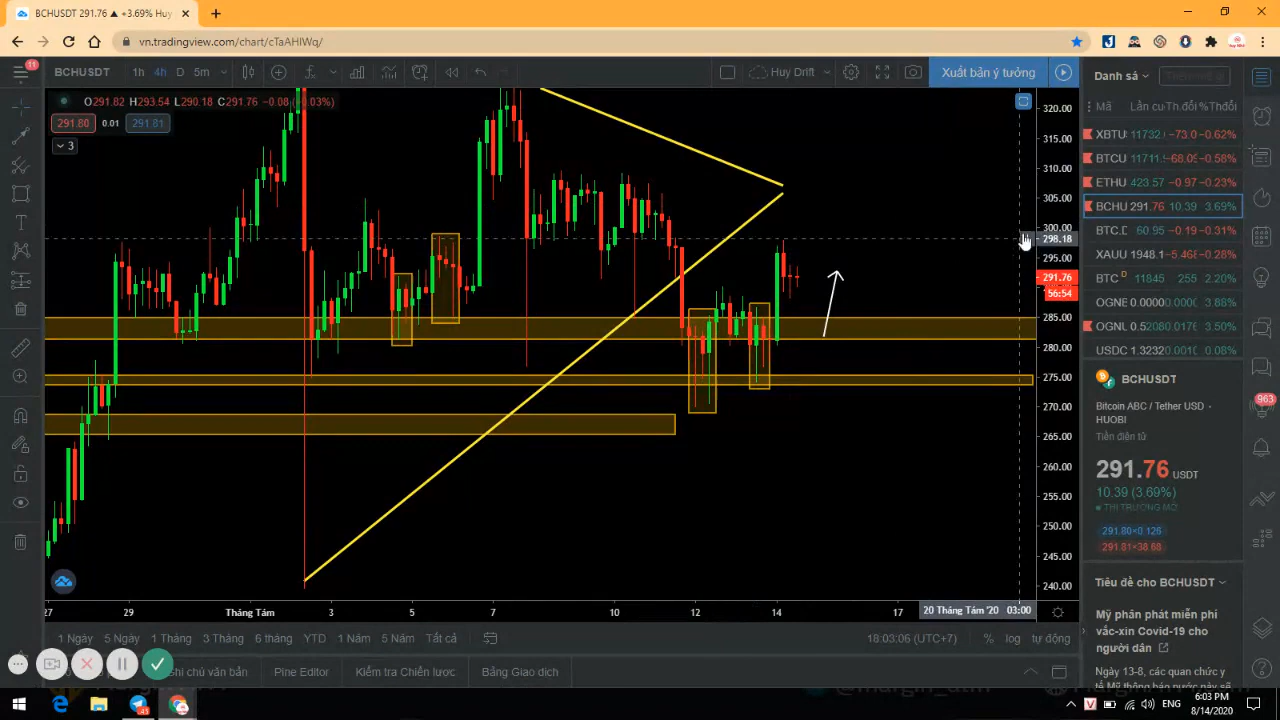 BCHUSDT 291.76 ▲ +3.69% Huy
vn.tradingview.com/chart/cTaAHIWq/
11
BCHUSDT 1h 4h D 5m Huy Drift Xuất bản ý tưởng
O291.82 H293.54 L290.18 C291.76 −0.08 (−0.03%)
291.80 0.01 291.81
3
320.00
315.00
310.00
305.00
300.00
298.18
295.00
291.76
56:54
285.00
280.00
275.00
270.00
265.00
260.00
255.00
250.00
245.00
240.00
27 29 Tháng Tám 3 5 7 10 12 14 17 20 Tháng Tám '20 03:00
1 Ngày 5 Ngày 1 Tháng 3 Tháng 6 tháng YTD 1 Năm 5 Năm Tất cả 18:03:06 (UTC+7) % log tự động
hi chú văn bản Pine Editor Kiểm tra Chiến lược Bảng Giao dịch
Danh sá
Mã Lần cu Th.đổi %Thđổi
XBTU 11732. −73.0 −0.62%
BTCU 11711. −68.0 −0.58%
ETHU 423.57 −0.97 −0.23%
BCHU 291.76 10.39 3.69%
BTC.D 60.95 −0.19 −0.31%
XAUU 1948.1 −5.46 −0.28%
BTC D 11845 255 2.20%
OGNE 0.0000 0.000 3.88%
OGNU 0.5 3.50%
USDC 1.3232 0.001 0.08%
BCHUSDT
Bitcoin ABC / Tether USD •
HUOBI
Tiền điện tử
291.76 USDT
10.39 (3.69%)
THỊ TRƯỜNG MỞ
291.80×0.126
291.81×38.68
Tiêu đề cho BCHUSDT
Mỹ phân phát miễn phí
vắc-xin Covid-19 cho
người dân
Ngày 13-8, các quan chức y
tế Mỹ thông báo nước này sẽ
963
43
ENG
6:03 PM
8/14/2020